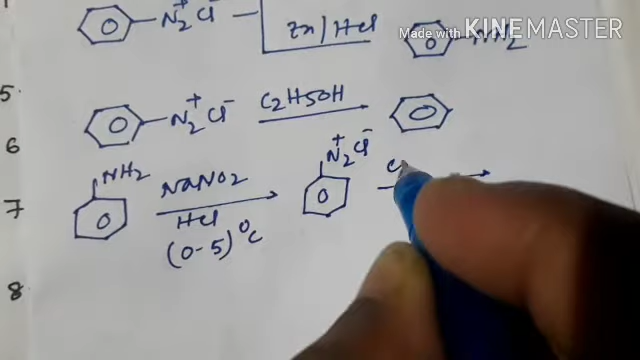 N2+ Cl-
Zn/HCl
NH2
Made with KINEMASTER
5
N2+ Cl- C2H5OH
6
NH2 NaNO2 N2+ Cl- C
7 HCl
(0-5)°C
8